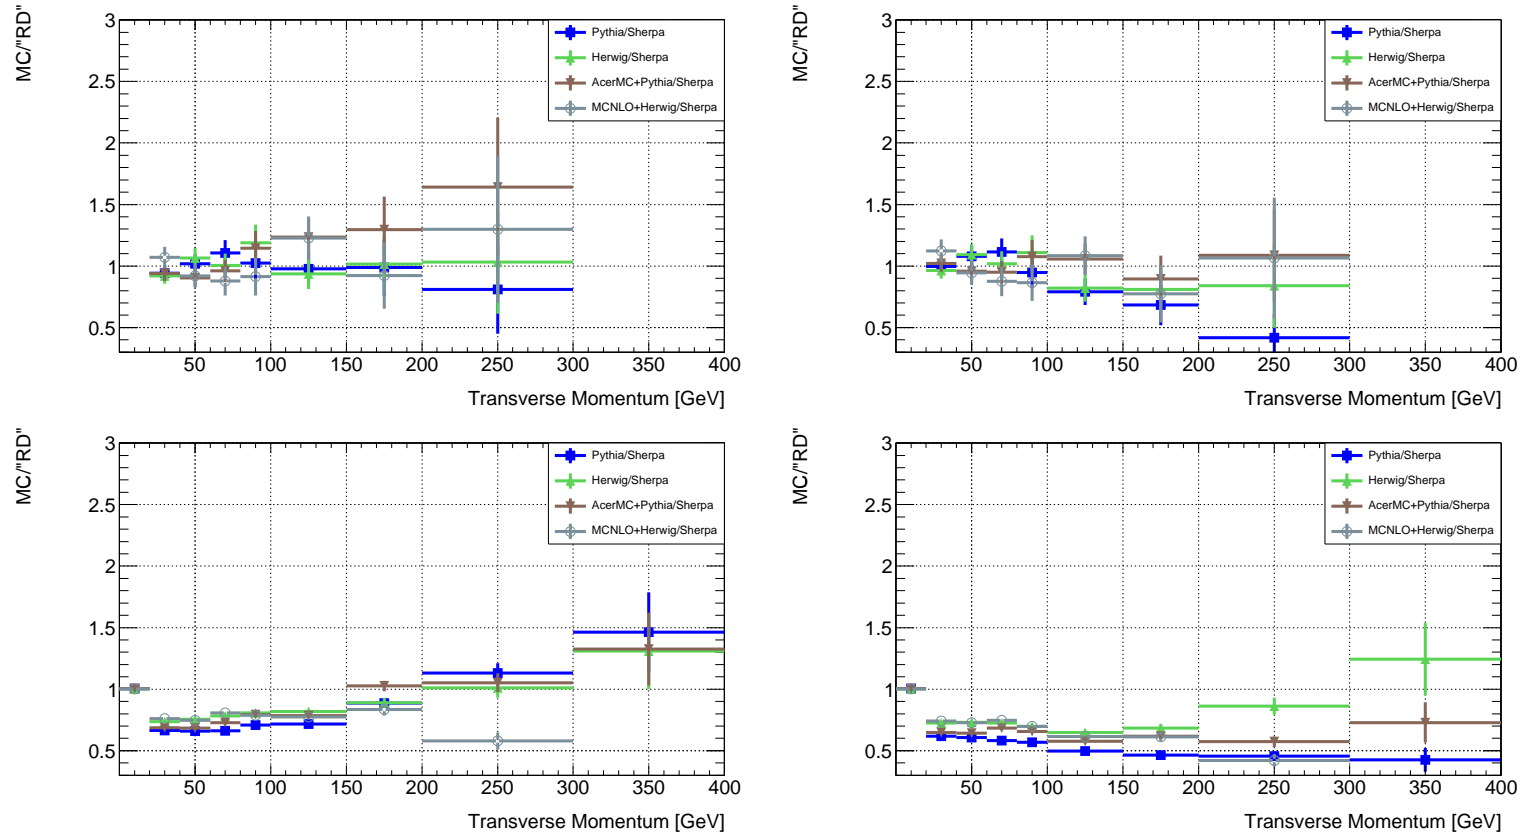 MC/"RD"
3
2.5
2
1.5
1
0.5
Pythia/Sherpa
Herwig/Sherpa
AcerMC+Pythia/Sherpa
MCNLO+Herwig/Sherpa
50 100 150 200 250 300 350 400
Transverse Momentum [GeV]
MC/"RD"
3
2.5
2
1.5
1
0.5
Pythia/Sherpa
Herwig/Sherpa
AcerMC+Pythia/Sherpa
MCNLO+Herwig/Sherpa
50 100 150 200 250 300 350 400
Transverse Momentum [GeV]
MC/"RD"
3
2.5
2
1.5
1
0.5
Pythia/Sherpa
Herwig/Sherpa
AcerMC+Pythia/Sherpa
MCNLO+Herwig/Sherpa
50 100 150 200 250 300 350 400
Transverse Momentum [GeV]
MC/"RD"
3
2.5
2
1.5
1
0.5
Pythia/Sherpa
Herwig/Sherpa
AcerMC+Pythia/Sherpa
MCNLO+Herwig/Sherpa
50 100 150 200 250 300 350 400
Transverse Momentum [GeV]